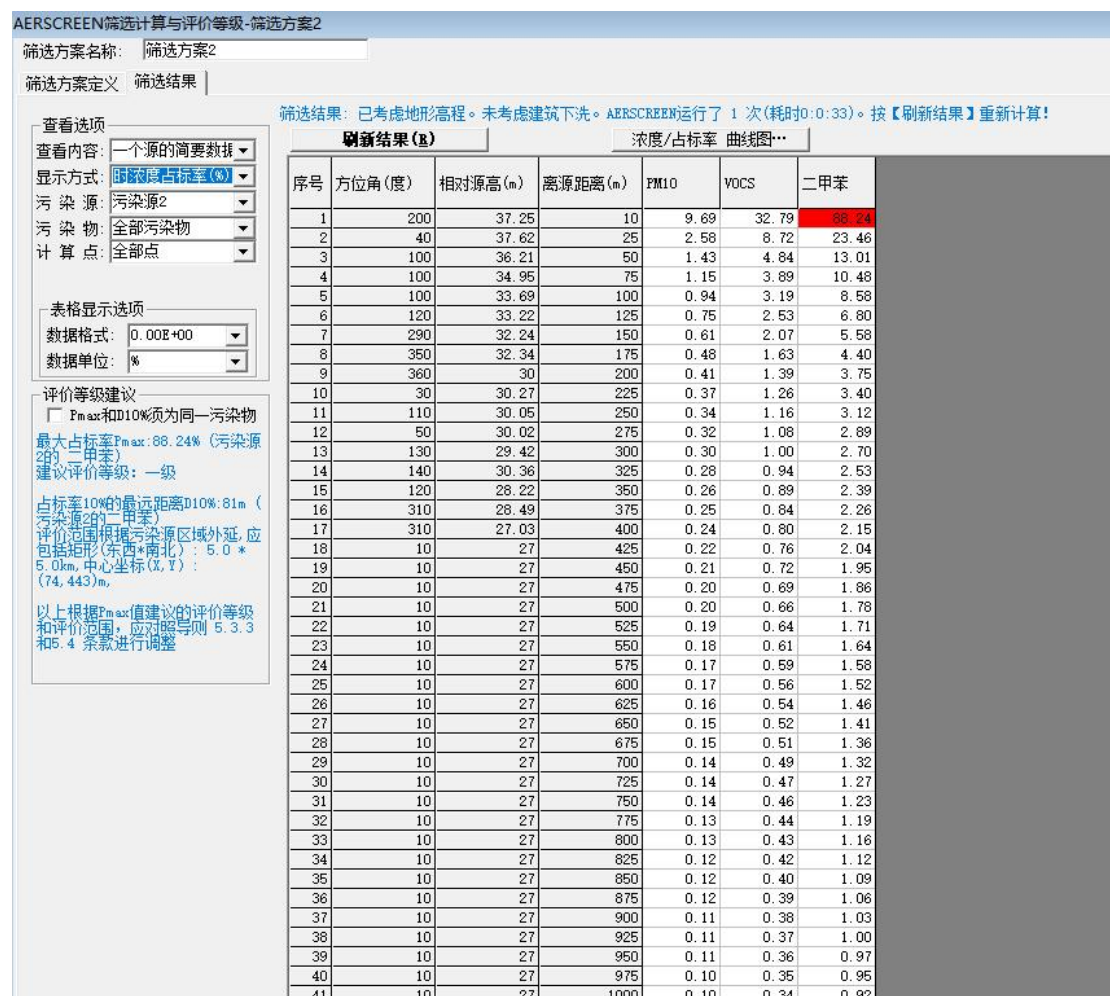 AERSCREEN筛选计算与评价等级-筛选方案2
筛选方案名称: 筛选方案2
筛选方案定义 筛选结果
筛选结果: 已考虑地形高程。未考虑建筑下洗。AERSCREEN运行了 1 次(耗时0:0:33)。按【刷新结果】重新计算!
刷新结果(R) 浓度/占标率 曲线图…
查看选项
查看内容: 一个源的简要数据
显示方式: 时浓度占标率(%)
污 染 源: 污染源2
污 染 物: 全部污染物
计 算 点: 全部点
表格显示选项
数据格式: 0.00E+00
数据单位: %
评价等级建议
Pmax和D10%须为同一污染物
最大占标率Pmax:88.24% (污染源
2的 二甲苯)
建议评价等级: 一级
占标率10%的最远距离D10%:81m (
污染源2的二甲苯)
评价范围根据污染源区域外延,应
包括矩形(东西*南北): 5.0 *
5.0km,中心坐标(X,Y):
(74,443)m,
以上根据Pmax值建议的评价等级
和评价范围,应对照导则 5.3.3
和5.4 条款进行调整
序号 方位角(度) 相对源高(m) 离源距离(m) PM10 VOCS 二甲苯
1 200 37.25 10 9.69 32.79 88.24
2 40 37.62 25 2.58 8.72 23.46
3 100 36.21 50 1.43 4.84 13.01
4 100 34.95 75 1.15 3.89 10.48
5 100 33.69 100 0.94 3.19 8.58
6 120 33.22 125 0.75 2.53 6.80
7 290 32.24 150 0.61 2.07 5.58
8 350 32.34 175 0.48 1.63 4.40
9 360 30 200 0.41 1.39 3.75
10 30 30.27 225 0.37 1.26 3.40
11 110 30.05 250 0.34 1.16 3.12
12 50 30.02 275 0.32 1.08 2.89
13 130 29.42 300 0.30 1.00 2.70
14 140 30.36 325 0.28 0.94 2.53
15 120 28.22 350 0.26 0.89 2.39
16 310 28.49 375 0.25 0.84 2.26
17 310 27.03 400 0.24 0.80 2.15
18 10 27 425 0.22 0.76 2.04
19 10 27 450 0.21 0.72 1.95
20 10 27 475 0.20 0.69 1.86
21 10 27 500 0.20 0.66 1.78
22 10 27 525 0.19 0.64 1.71
23 10 27 550 0.18 0.61 1.64
24 10 27 575 0.17 0.59 1.58
25 10 27 600 0.17 0.56 1.52
26 10 27 625 0.16 0.54 1.46
27 10 27 650 0.15 0.52 1.41
28 10 27 675 0.15 0.51 1.36
29 10 27 700 0.14 0.49 1.32
30 10 27 725 0.14 0.47 1.27
31 10 27 750 0.14 0.46 1.23
32 10 27 775 0.13 0.44 1.19
33 10 27 800 0.13 0.43 1.16
34 10 27 825 0.12 0.42 1.12
35 10 27 850 0.12 0.40 1.09
36 10 27 875 0.12 0.39 1.06
37 10 27 900 0.11 0.38 1.03
38 10 27 925 0.11 0.37 1.00
39 10 27 950 0.11 0.36 0.97
40 10 27 975 0.10 0.35 0.95
41 10 27 1000 0.10 0.34 0.92